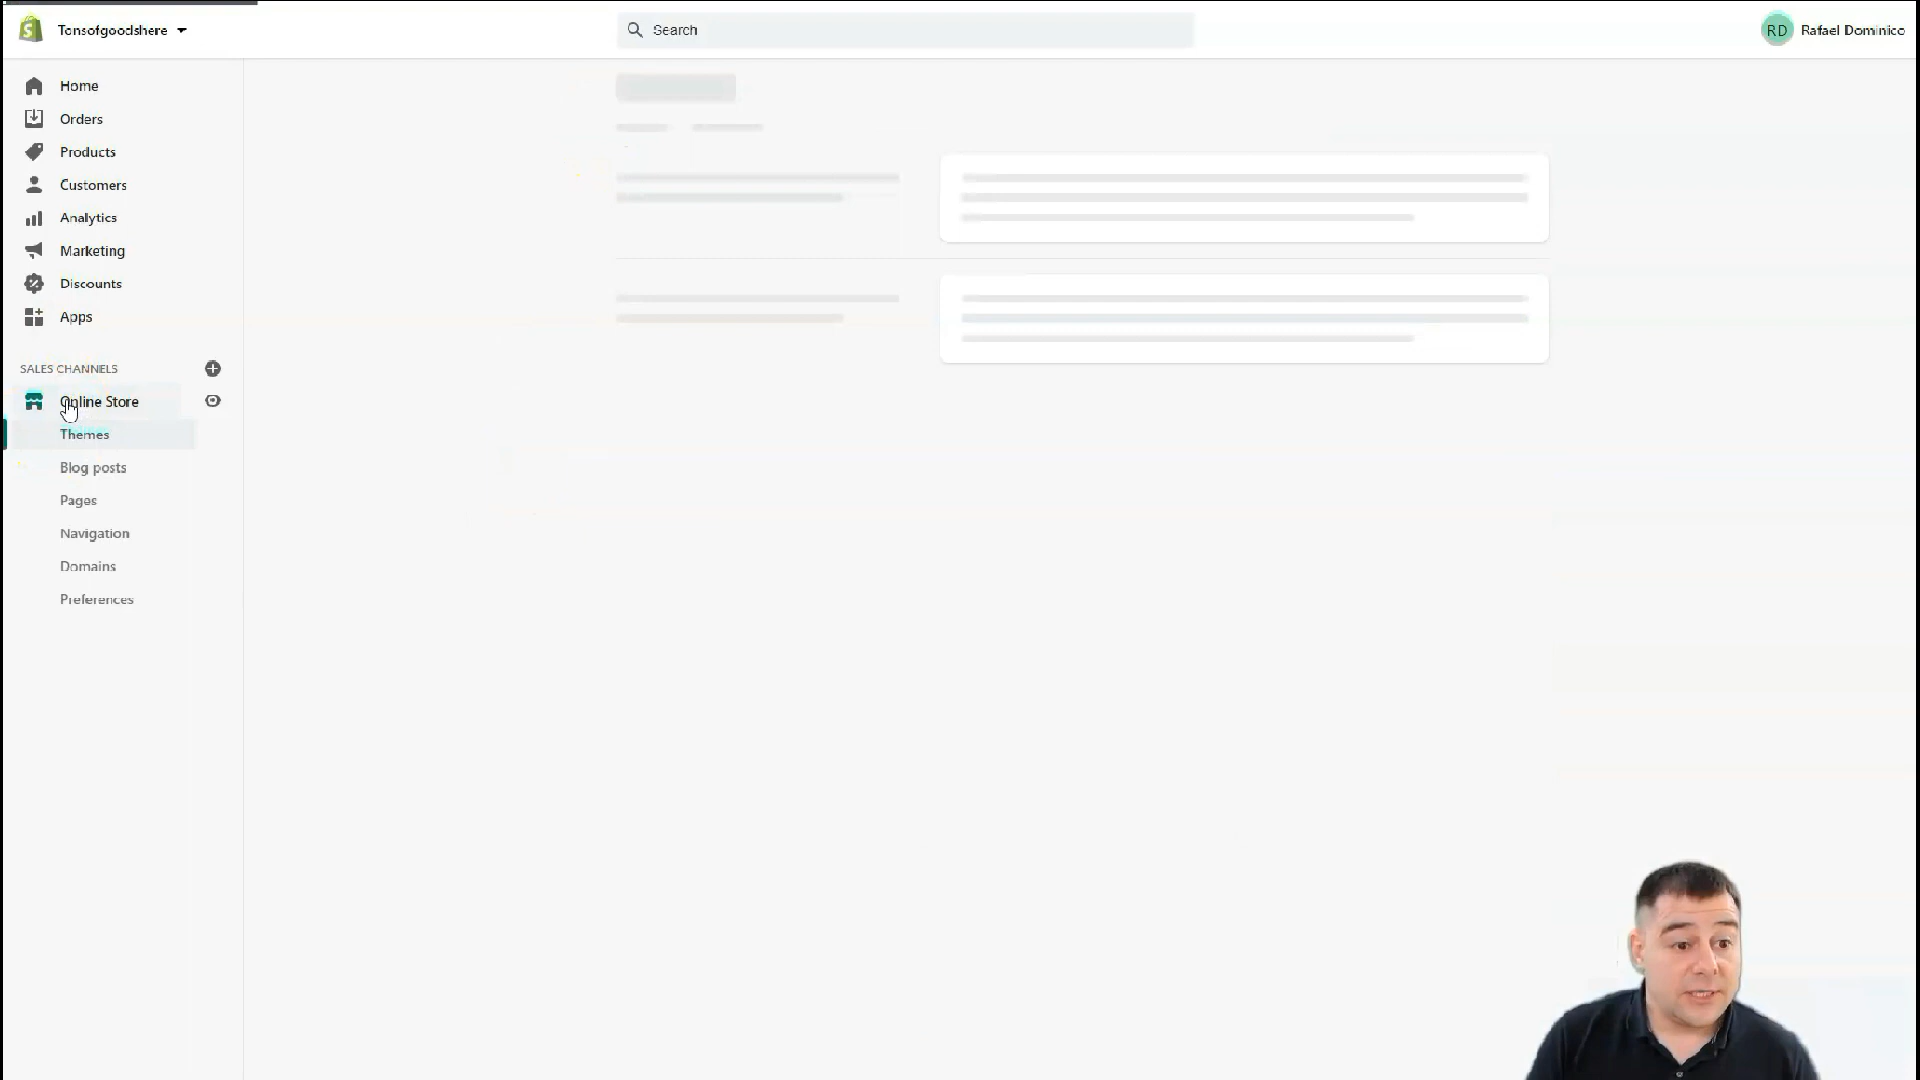 Tonsofgoodshere
Search
RD Rafael Dominico
Home
Orders
Products
Customers
Analytics
Marketing
Discounts
Apps
SALES CHANNELS
Online Store
Themes
Blog posts
Pages
Navigation
Domains
Preferences